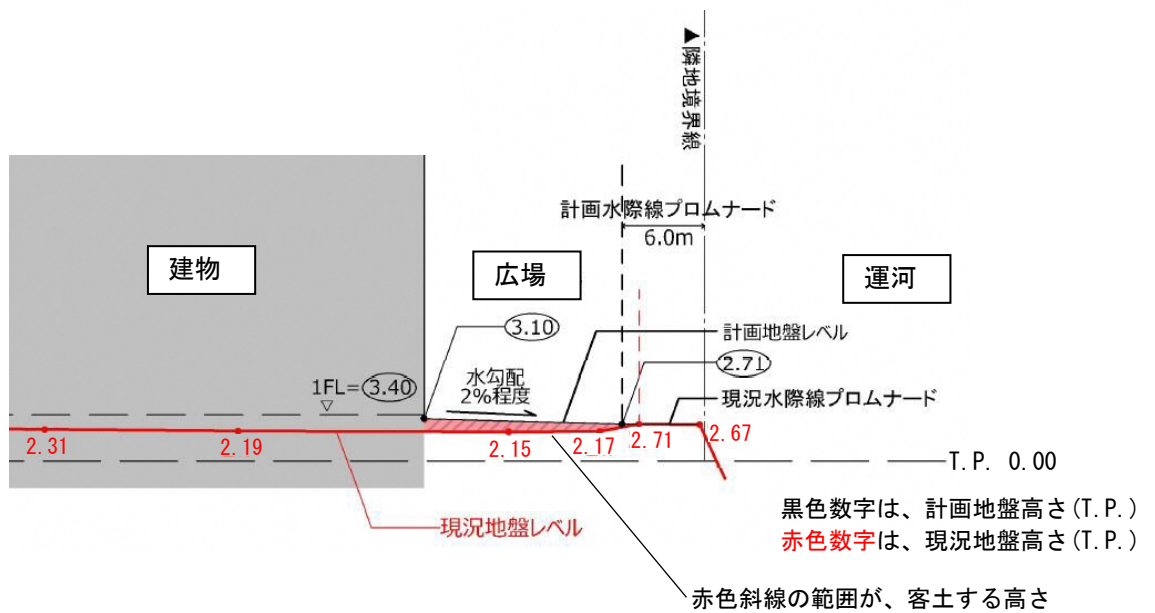 ▲隣地境界線
計画水際線プロムナード
6.0m
建物
広場
運河
3.10
計画地盤レベル
2.71
水勾配
2%程度
1FL=3.40
▽
現況水際線プロムナード
2.31
2.19
2.15
2.17
2.71
2.67
T.P. 0.00
現況地盤レベル
黒色数字は、計画地盤高さ(T.P.)
赤色数字は、現況地盤高さ(T.P.)
赤色斜線の範囲が、客土する高さ